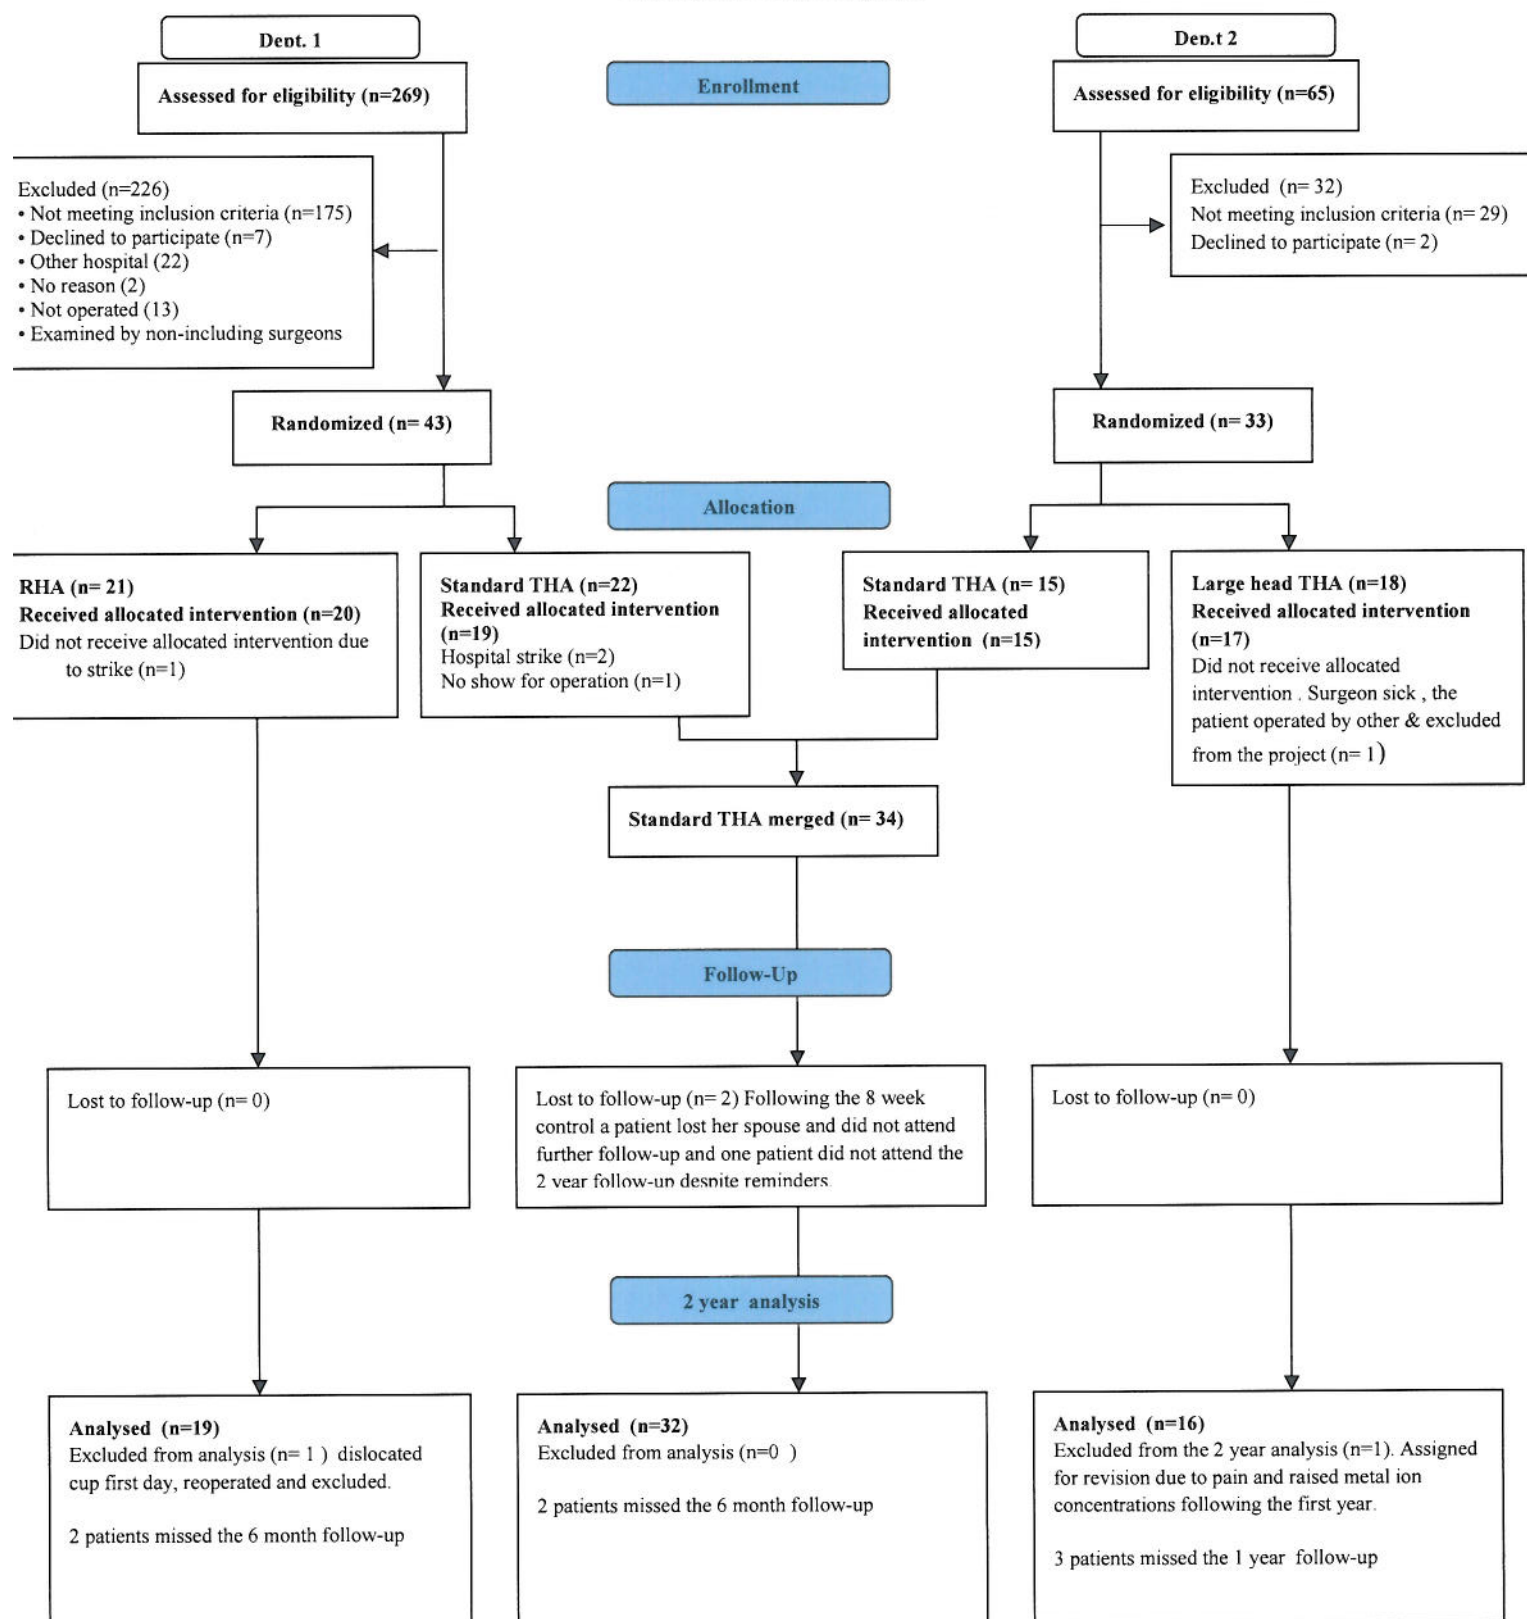 Dept. 1
Dep.t 2
Assessed for eligibility (n=269)
Enrollment
Assessed for eligibility (n=65)
Excluded (n=226)
• Not meeting inclusion criteria (n=175)
• Declined to participate (n=7)
• Other hospital (22)
• No reason (2)
• Not operated (13)
• Examined by non-including surgeons
Excluded (n= 32)
Not meeting inclusion criteria (n= 29)
Declined to participate (n= 2)
Randomized (n= 43)
Randomized (n= 33)
Allocation
RHA (n= 21)
Received allocated intervention (n=20)
Did not receive allocated intervention due
to strike (n=1)
Standard THA (n=22)
Received allocated intervention
(n=19)
Hospital strike (n=2)
No show for operation (n=1)
Standard THA (n= 15)
Received allocated
intervention (n=15)
Large head THA (n=18)
Received allocated intervention
(n=17)
Did not receive allocated
intervention . Surgeon sick , the
patient operated by other & excluded
from the project (n= 1)
Standard THA merged (n= 34)
Follow-Up
Lost to follow-up (n= 0)
Lost to follow-up (n= 2) Following the 8 week
control a patient lost her spouse and did not attend
further follow-up and one patient did not attend the
2 year follow-up despite reminders.
Lost to follow-up (n= 0)
2 year analysis
Analysed (n=19)
Excluded from analysis (n= 1 ) dislocated
cup first day, reoperated and excluded.
2 patients missed the 6 month follow-up
Analysed (n=32)
Excluded from analysis (n=0 )
2 patients missed the 6 month follow-up
Analysed (n=16)
Excluded from the 2 year analysis (n=1). Assigned
for revision due to pain and raised metal ion
concentrations following the first year.
3 patients missed the 1 year follow-up